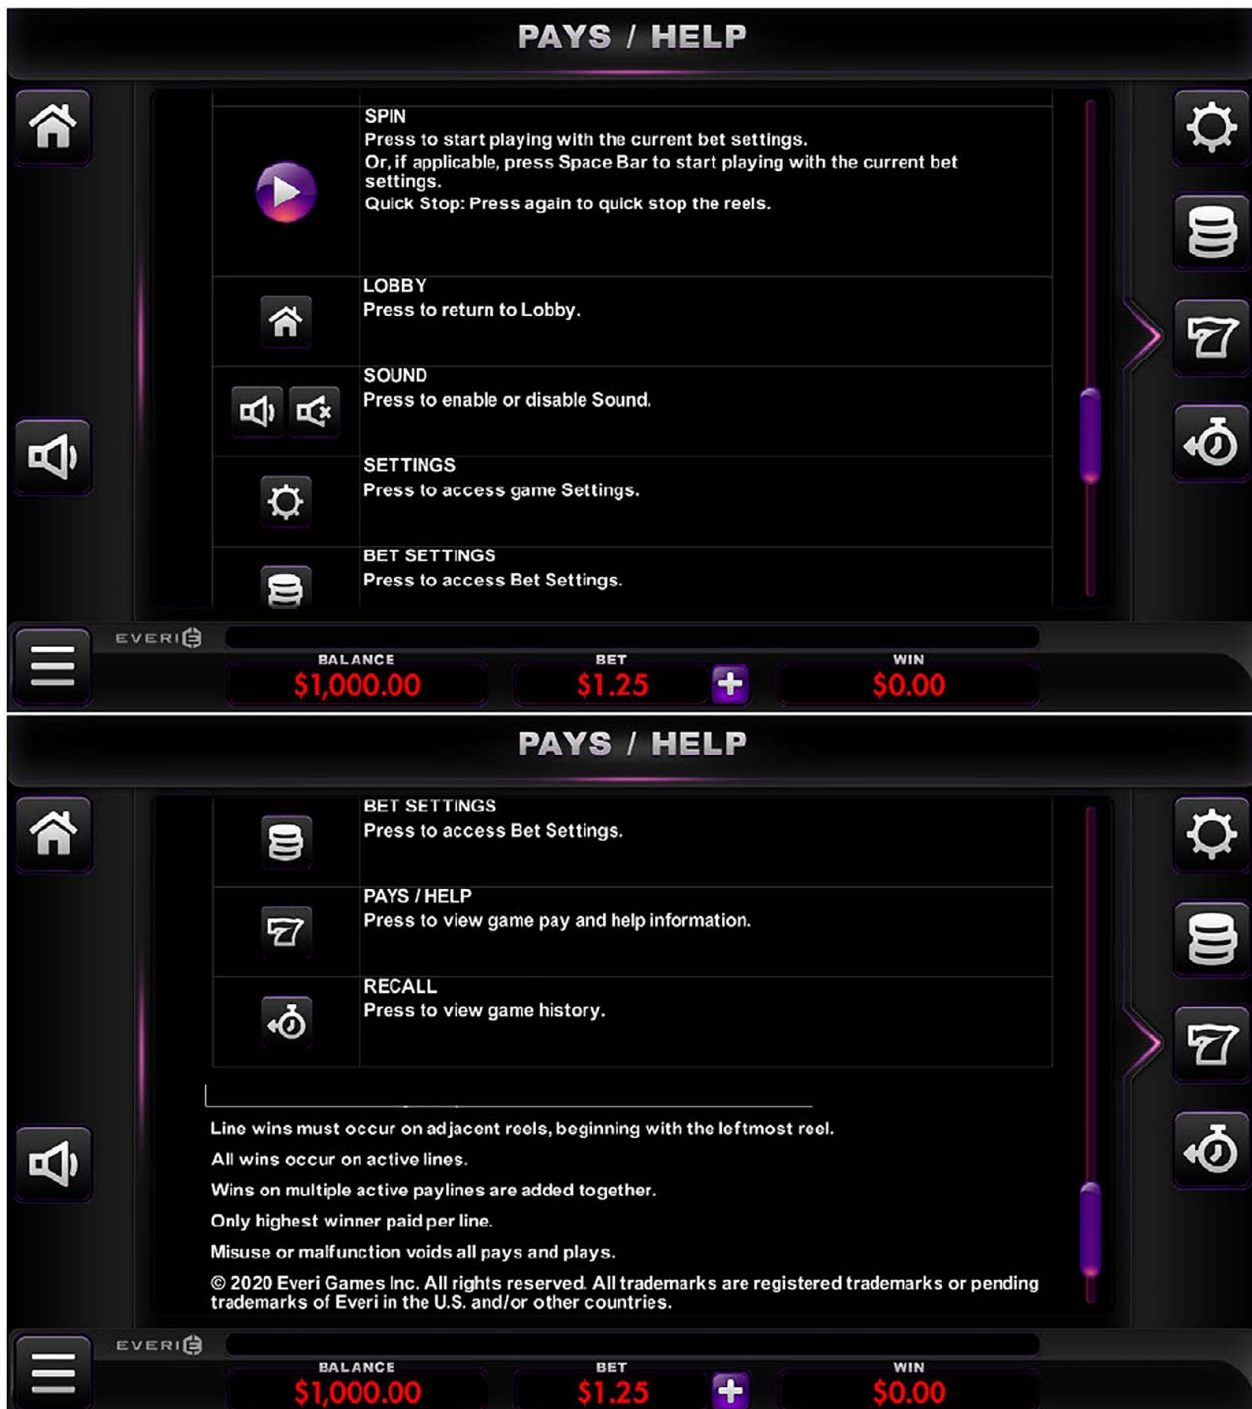 PAYS / HELP
SPIN
Press to start playing with the current bet settings.
Or, if applicable, press Space Bar to start playing with the current bet
settings.
Quick Stop: Press again to quick stop the reels.
LOBBY
Press to return to Lobby.
SOUND
Press to enable or disable Sound.
SETTINGS
Press to access game Settings.
BET SETTINGS
Press to access Bet Settings.
EVERI
BALANCE BET WIN
$1,000.00 $1.25 $0.00
PAYS / HELP
BET SETTINGS
Press to access Bet Settings.
PAYS / HELP
Press to view game pay and help information.
RECALL
Press to view game history.
Line wins must occur on adjacent reels, beginning with the leftmost reel.
All wins occur on active lines.
Wins on multiple active paylines are added together.
Only highest winner paid per line.
Misuse or malfunction voids all pays and plays.
© 2020 Everi Games Inc. All rights reserved. All trademarks are registered trademarks or pending
trademarks of Everi in the U.S. and/or other countries.
EVERI
BALANCE BET WIN
$1,000.00 $1.25 $0.00